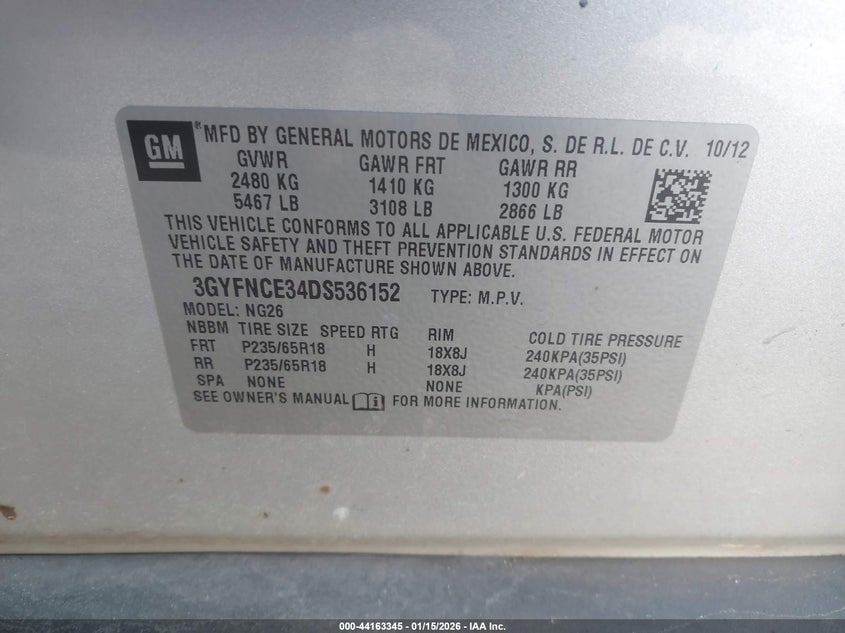 GM ® MFD BY GENERAL MOTORS DE MEXICO, S. DE R.L. DE C.V. 10/12
GVWR GAWR FRT GAWR RR
2480 KG 1410 KG 1300 KG
5467 LB 3108 LB 2866 LB
THIS VEHICLE CONFORMS TO ALL APPLICABLE U.S. FEDERAL MOTOR
VEHICLE SAFETY AND THEFT PREVENTION STANDARDS IN EFFECT ON
THE DATE OF MANUFACTURE SHOWN ABOVE.
3GYFNCE34DS536152 TYPE: M.P.V.
MODEL: NG26
NBBM TIRE SIZE SPEED RTG RIM COLD TIRE PRESSURE
FRT P235/65R18 H 18X8J 240KPA(35PSI)
RR P235/65R18 H 18X8J 240KPA(35PSI)
SPA NONE NONE KPA(PSI)
SEE OWNER'S MANUAL i FOR MORE INFORMATION.
000-44163345 - 01/15/2026 - IAA Inc.